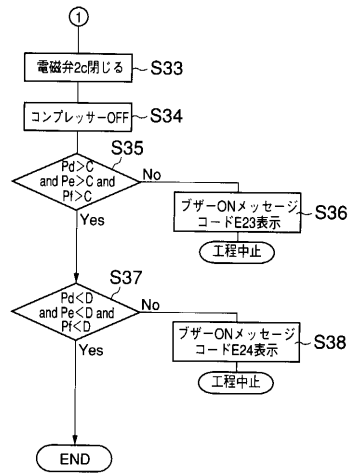 1
電磁弁2c閉じる
S33
コンプレッサーOFF
S34
S35
Pd>C
and Pe>C and
Pf>C
No
Yes
ブザーONメッセージ
コードE23表示
S36
工程中止
S37
Pd<D
and Pe<D and
Pf<D
No
Yes
ブザーONメッセージ
コードE24表示
S38
工程中止
END